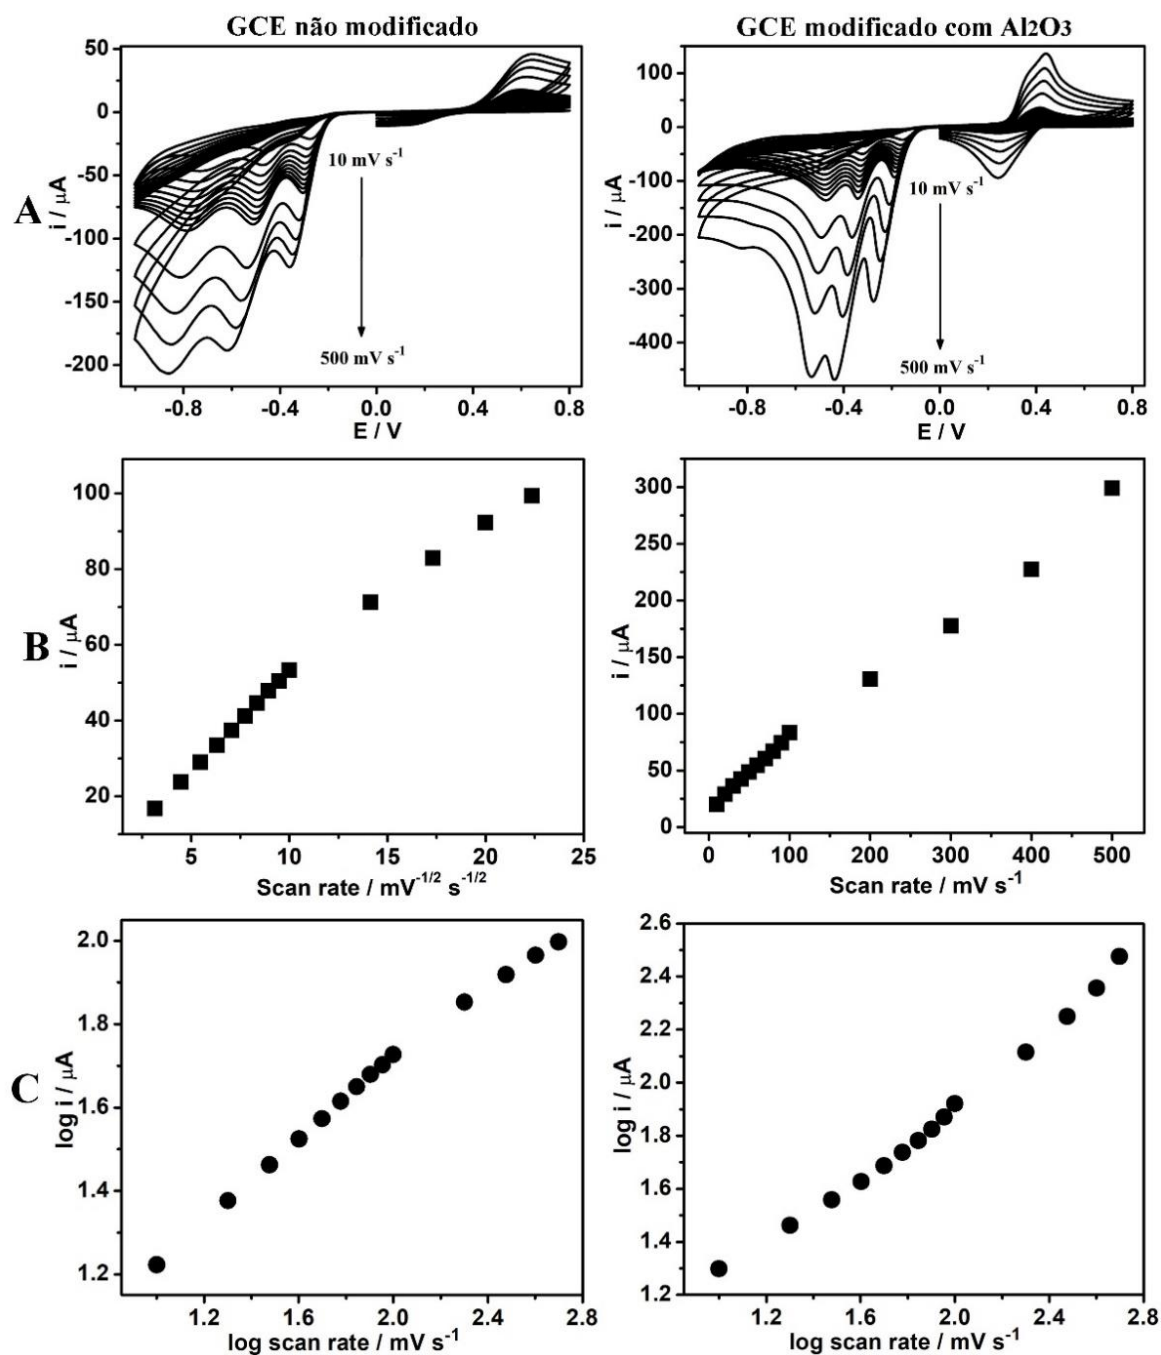 GCE não modificado
GCE modificado com Al2O3
A
i / µA
50
0
-50
-100
-150
-200
10 mV s-1
500 mV s-1
-0.8 -0.4 0.0 0.4 0.8
E / V
i / µA
100
0
-100
-200
-300
-400
10 mV s-1
500 mV s-1
-0.8 -0.4 0.0 0.4 0.8
E / V
B
i / µA
100
80
60
40
20
5 10 15 20 25
Scan rate / mV-1/2 s-1/2
i / µA
300
250
200
150
100
50
0
0 100 200 300 400 500
Scan rate / mV s-1
C
log i / µA
2.0
1.8
1.6
1.4
1.2
1.2 1.6 2.0 2.4 2.8
log scan rate / mV s-1
log i / µA
2.6
2.4
2.2
2.0
1.8
1.6
1.4
1.2
1.2 1.6 2.0 2.4 2.8
log scan rate / mV s-1